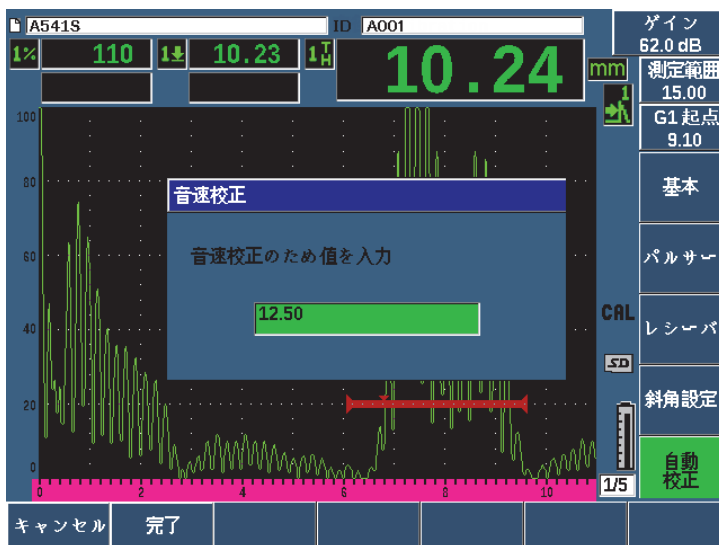 A541S
ID A001
1% 110
1 10.23
1 TH 10.24
mm
1
ゲイン
62.0 dB
測定範囲
15.00
G1 起点
9.10
基本
パルサー
レシーバ
斜角設定
自動
校正
100
80
60
40
20
0
0 2 4 6 8 10
音速校正
音速校正のため値を入力
12.50
CAL
SD
1/5
キャンセル 完了